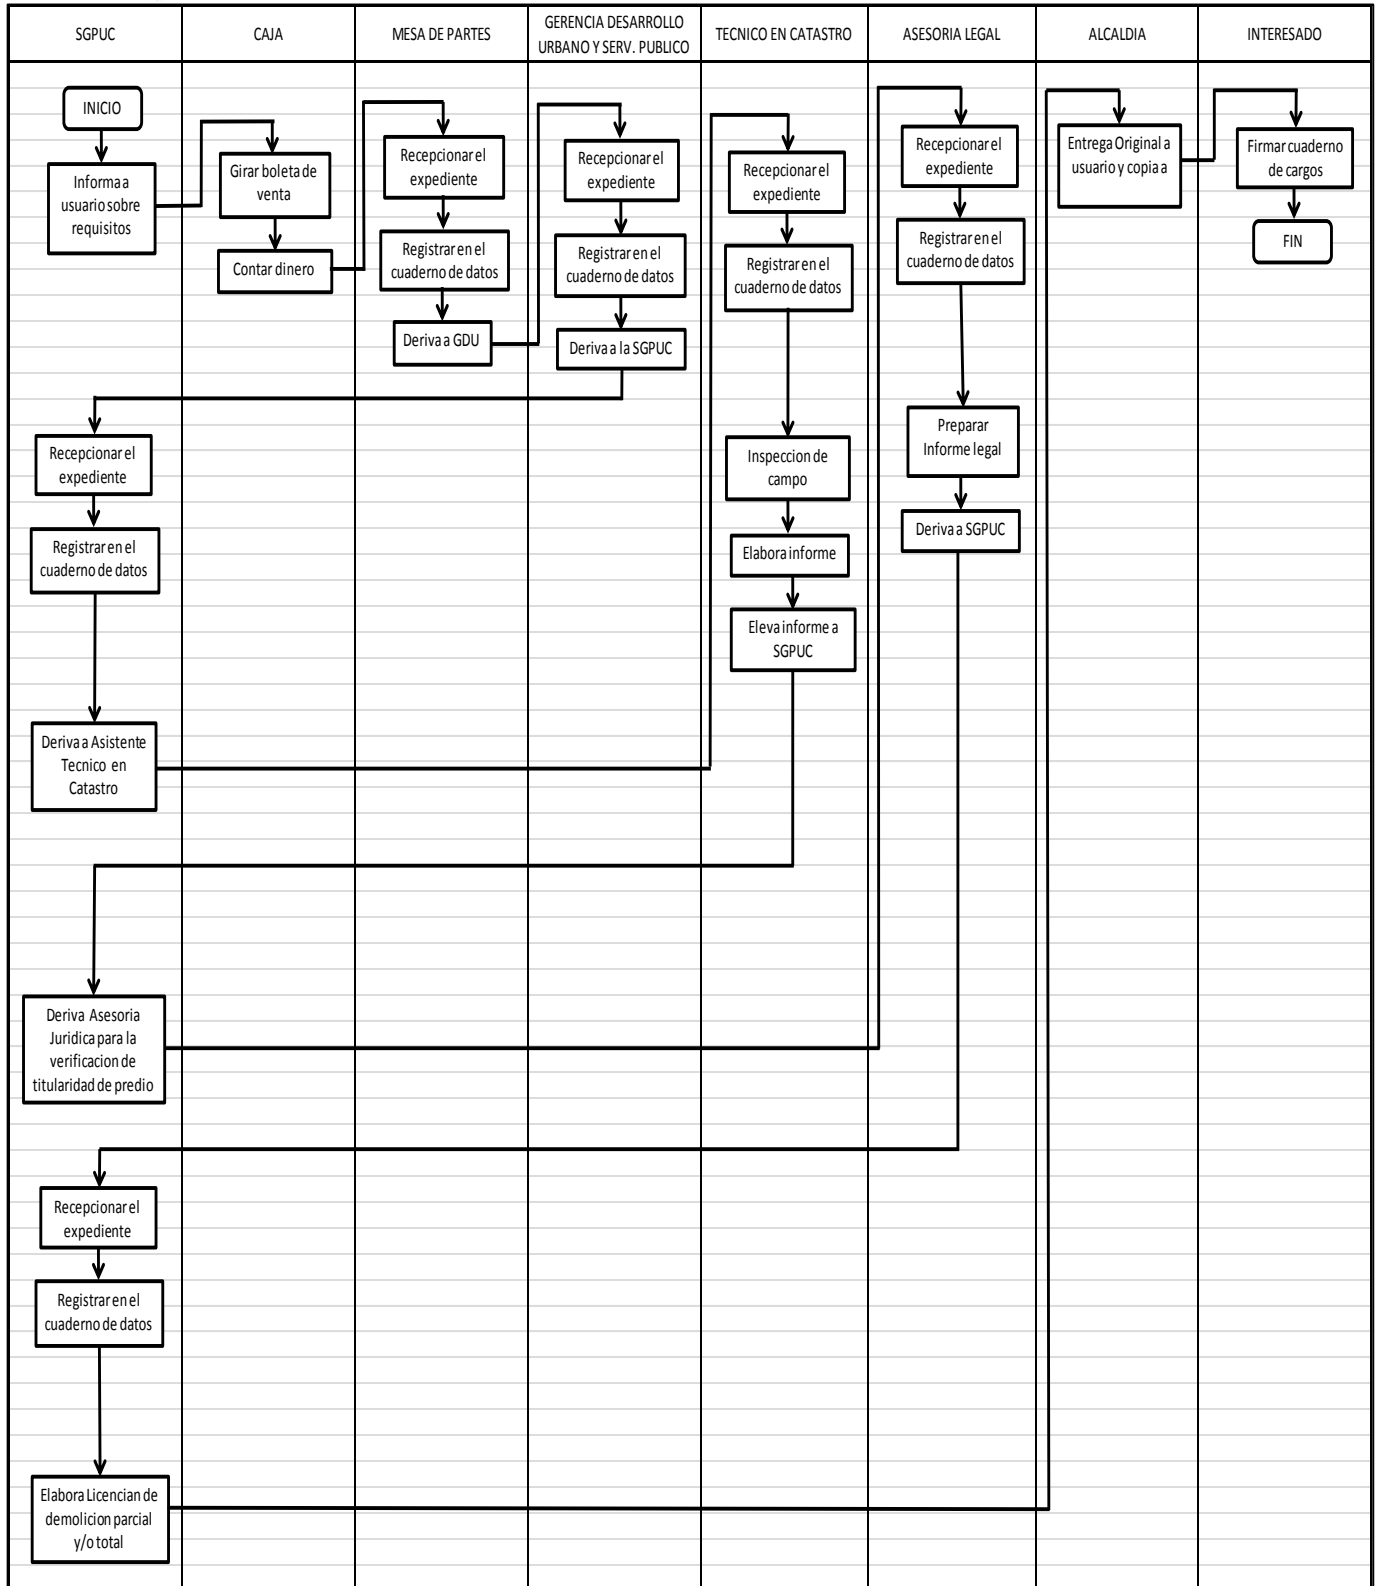 SGPUC
CAJA
MESA DE PARTES
GERENCIA DESARROLLO
URBANO Y SERV. PUBLICO
TECNICO EN CATASTRO
ASESORIA LEGAL
ALCALDIA
INTERESADO
INICIO
Informa a
usuario sobre
requisitos
Girar boleta de
venta
Contar dinero
Recepcionar el
expediente
Registrar en el
cuaderno de datos
Deriva a GDU
Recepcionar el
expediente
Registrar en el
cuaderno de datos
Deriva a la SGPUC
Recepcionar el
expediente
Registrar en el
cuaderno de datos
Deriva a Asistente
Tecnico en
Catastro
Recepcionar el
expediente
Registrar en el
cuaderno de datos
Inspeccion de
campo
Elabora informe
Eleva informe a
SGPUC
Deriva Asesoria
Juridica para la
verificacion de
titularidad de predio
Recepcionar el
expediente
Registrar en el
cuaderno de datos
Preparar
Informe legal
Deriva a SGPUC
Recepcionar el
expediente
Registrar en el
cuaderno de datos
Elabora Licencian de
demolicion parcial
y/o total
Entrega Original a
usuario y copia a
Firmar cuaderno
de cargos
FIN